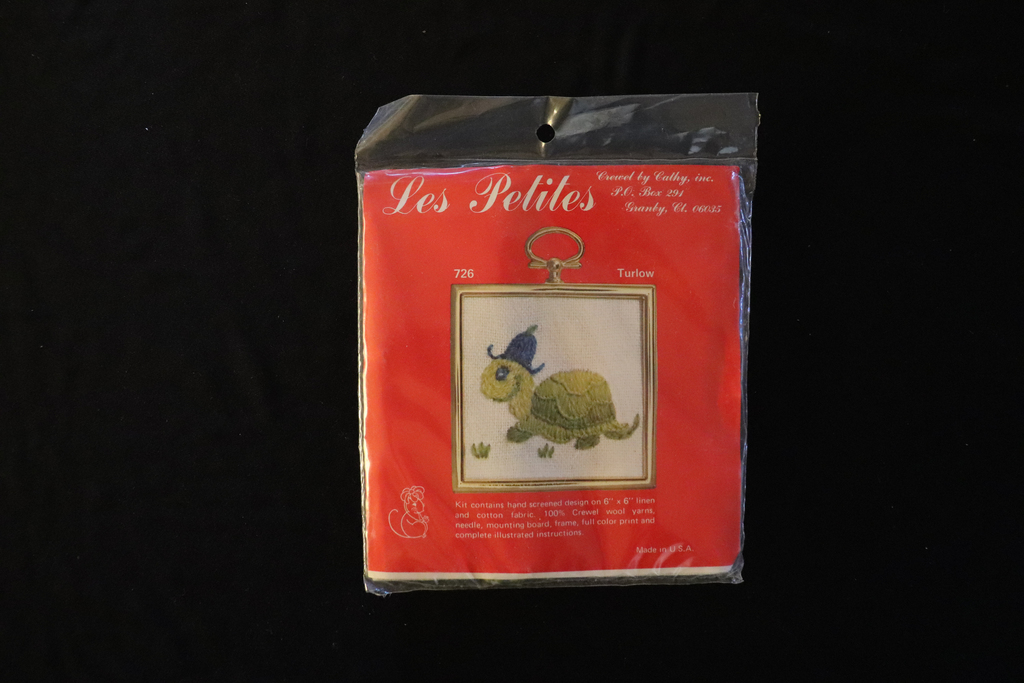 Les Petites
Crewel by Cathy, inc.
P.O. Box 291
Granby, Ct. 06035
726
Turlow
Kit contains hand screened design on 6" x 6" linen
and cotton fabric. 100% Crewel wool yarns,
needle, mounting board, frame, full color print and
complete illustrated instructions.
Made in U.S.A.